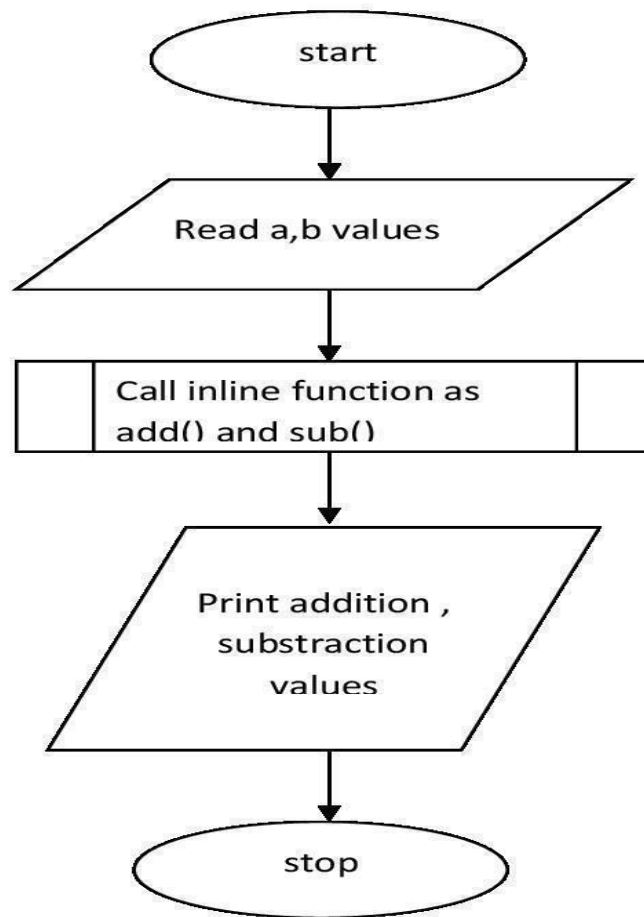 start
Read a,b values
Call inline function as
add() and sub()
Print addition ,
substraction
values
stop